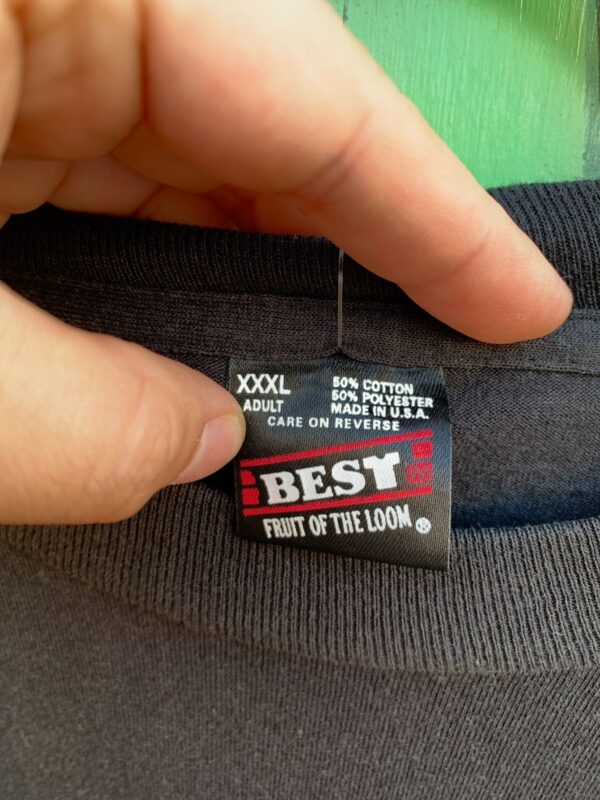 XXXL
ADULT
50% COTTON
50% POLYESTER
MADE IN U.S.A.
CARE ON REVERSE
BEST
FRUIT OF THE LOOM ®